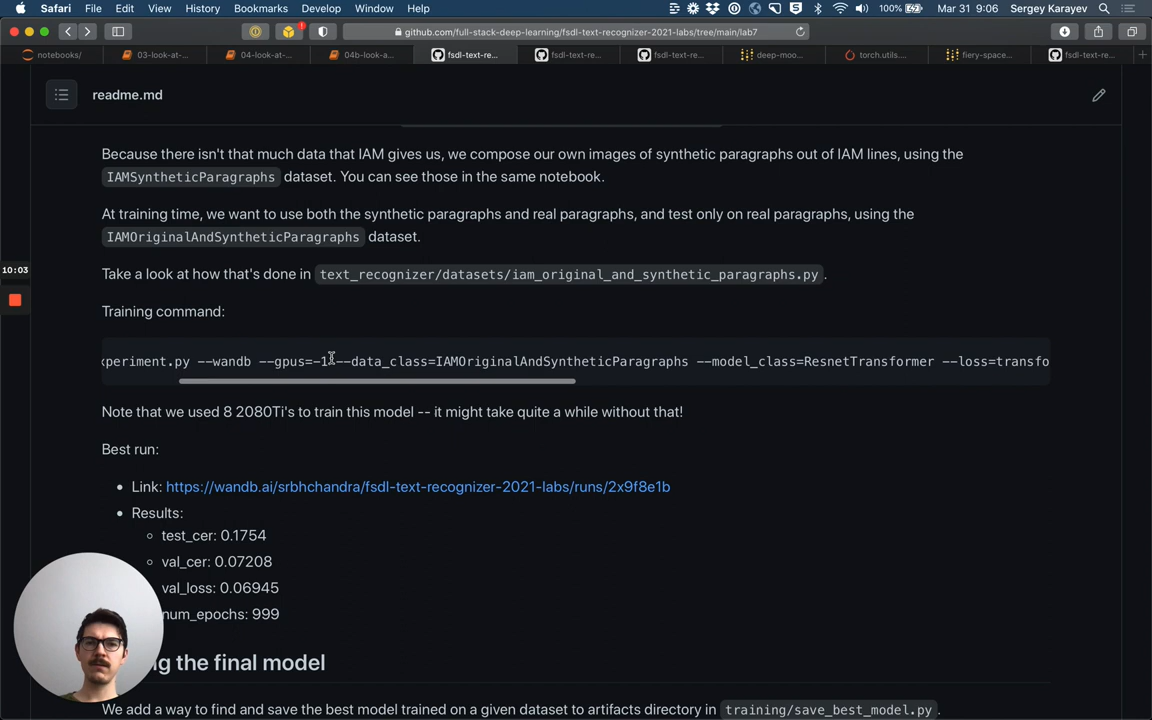 Safari File Edit View History Bookmarks Develop Window Help 100% Mar 31 9:06 Sergey Karayev
github.com/full-stack-deep-learning/fsdl-text-recognizer-2021-labs/tree/main/lab7
notebooks/ 03-look-at-... 04-look-at-... 04b-look-a... fsdl-text-re... fsdl-text-re... fsdl-text-re... deep-moo... torch.utils.... fiery-space... fsdl-text-re...
readme.md
Because there isn't that much data that IAM gives us, we compose our own images of synthetic paragraphs out of IAM lines, using the
IAMSyntheticParagraphs dataset. You can see those in the same notebook.
At training time, we want to use both the synthetic paragraphs and real paragraphs, and test only on real paragraphs, using the
IAMOriginalAndSyntheticParagraphs dataset.
10:03
Take a look at how that's done in text_recognizer/datasets/iam_original_and_synthetic_paragraphs.py.
Training command:
xperiment.py --wandb --gpus=-1 --data_class=IAMOriginalAndSyntheticParagraphs --model_class=ResnetTransformer --loss=transfo
Note that we used 8 2080Ti's to train this model -- it might take quite a while without that!
Best run:
Link: https://wandb.ai/srbhchandra/fsdl-text-recognizer-2021-labs/runs/2x9f8e1b
Results:
test_cer: 0.1754
val_cer: 0.07208
val_loss: 0.06945
num_epochs: 999
g the final model
We add a way to find and save the best model trained on a given dataset to artifacts directory in training/save_best_model.py.